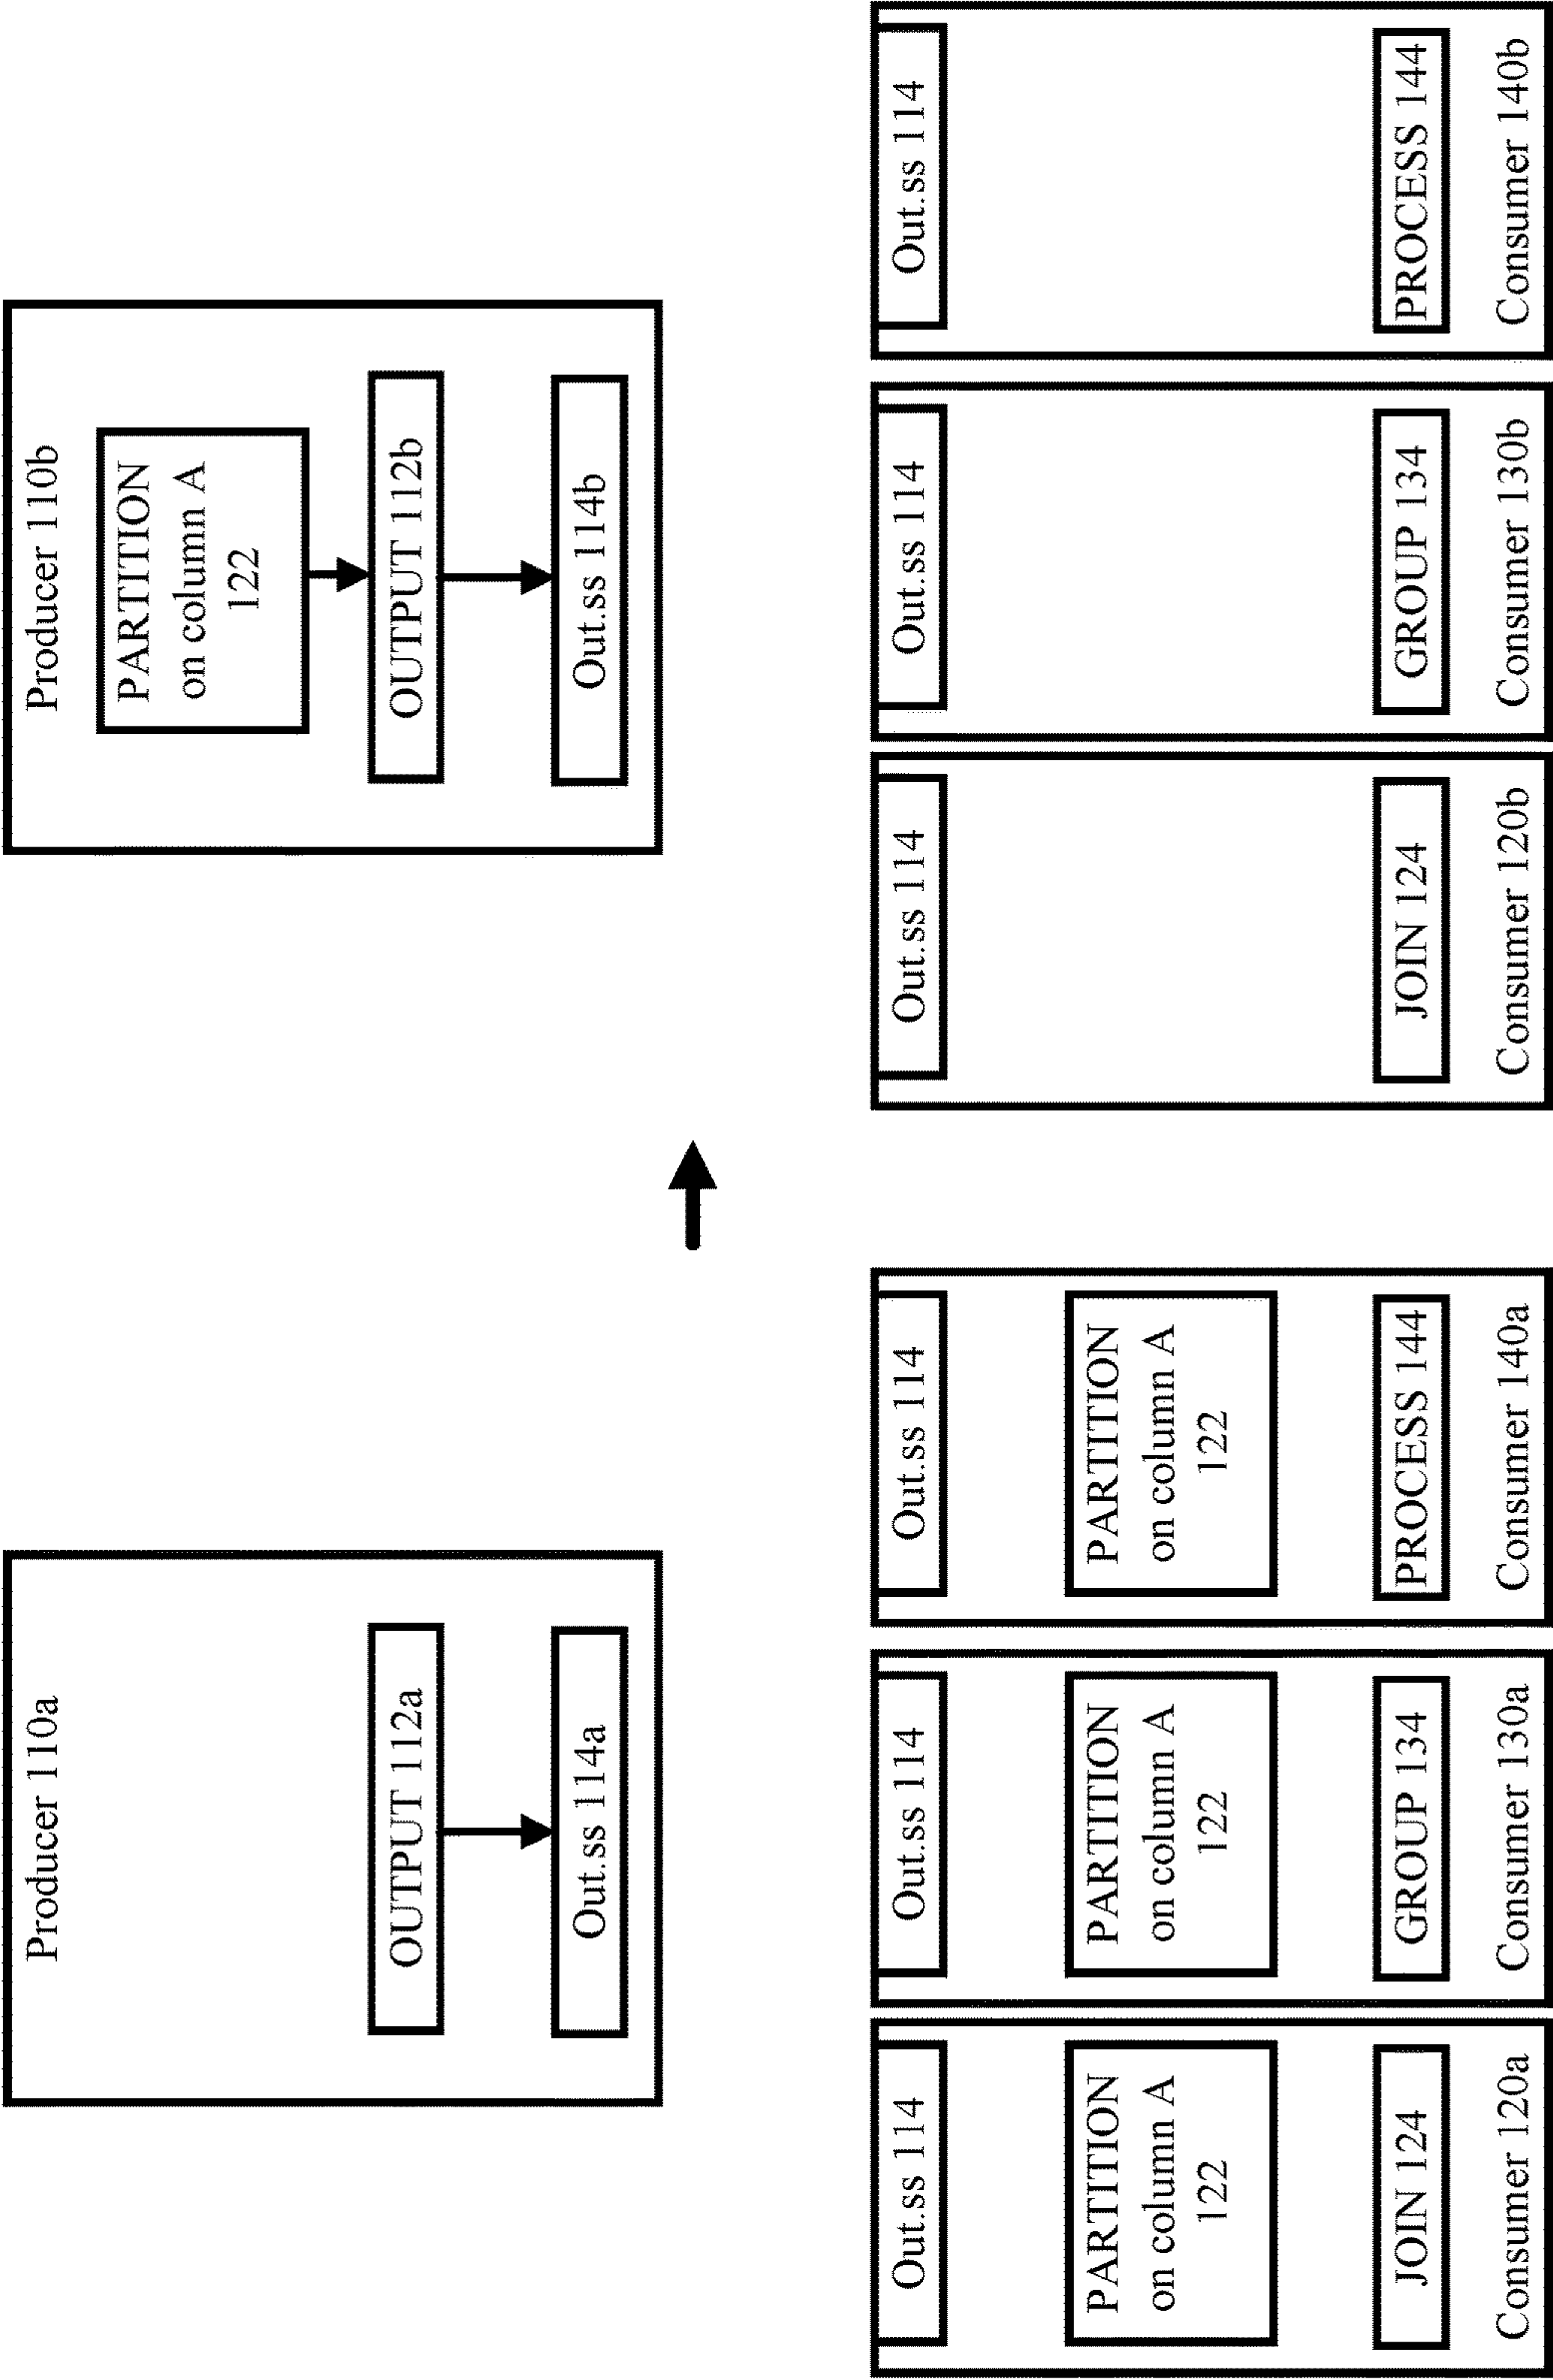 Producer 110a
OUTPUT 112a
Out.ss 114a
Out.ss 114
PARTITION
on column A
122
JOIN 124
Consumer 120a
Out.ss 114
PARTITION
on column A
122
GROUP 134
Consumer 130a
Out.ss 114
PARTITION
on column A
122
PROCESS 144
Consumer 140a
Producer 110b
PARTITION
on column A
122
OUTPUT 112b
Out.ss 114b
Out.ss 114
JOIN 124
Consumer 120b
Out.ss 114
GROUP 134
Consumer 130b
Out.ss 114
PROCESS 144
Consumer 140b